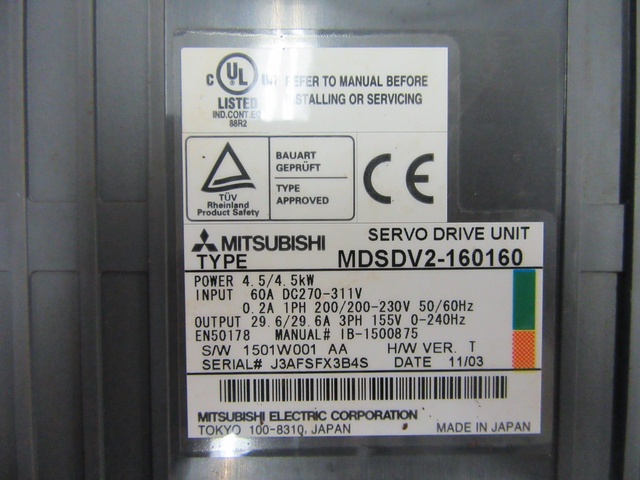 C UL US REFER TO MANUAL BEFORE
LISTED INSTALLING OR SERVICING
IND.CONT.EQ
88R2
TÜV
Rheinland
Product Safety
BAUART
GEPRÜFT
TYPE
APPROVED
CE
MITSUBISHI SERVO DRIVE UNIT
TYPE MDSDV2-160160
POWER 4.5/4.5kW
INPUT 60A DC270-311V
0.2A 1PH 200/200-230V 50/60Hz
OUTPUT 29.6/29.6A 3PH 155V 0-240Hz
EN50178 MANUAL# IB-1500875
S/W 1501W001 AA H/W VER. T
SERIAL# J3AFSFX3B4S DATE 11/03
MITSUBISHI ELECTRIC CORPORATION
TOKYO 100-8310, JAPAN MADE IN JAPAN